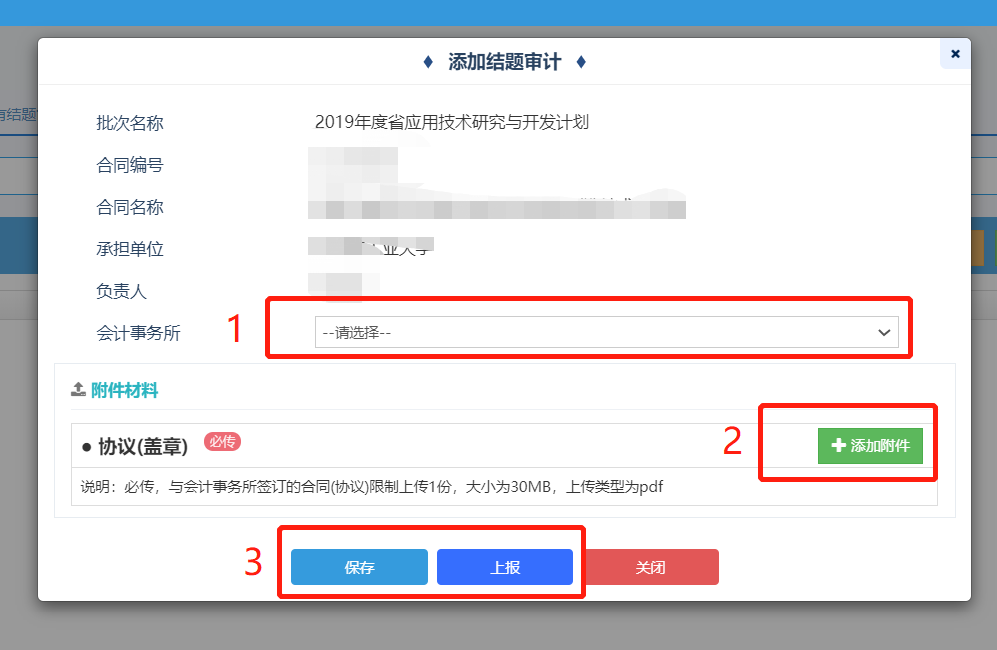 ♦ 添加结题审计 ♦
有结题
批次名称 2019年度省应用技术研究与开发计划
合同编号
合同名称
承担单位 业大学
负责人
1 会计事务所 --请选择--
附件材料
● 协议(盖章) 必传 2 添加附件
说明：必传，与会计事务所签订的合同(协议)限制上传1份，大小为30MB，上传类型为pdf
3 保存 上报 关闭